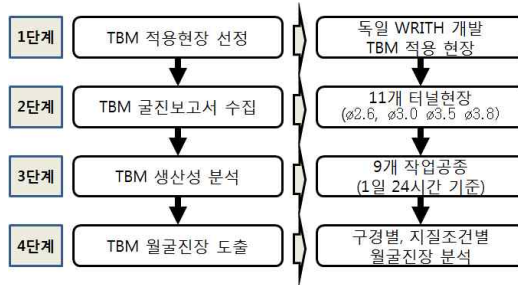 1단계
TBM 적용현장 선정
독일 WRITH 개발
TBM 적용 현장
2단계
TBM 굴진보고서 수집
11개 터널현장
(⌀2.6, ⌀3.0 ⌀3.5 ⌀3.8)
3단계
TBM 생산성 분석
9개 작업공종
(1일 24시간 기준)
4단계
TBM 월굴진장 도출
구경별, 지질조건별
월굴진장 분석